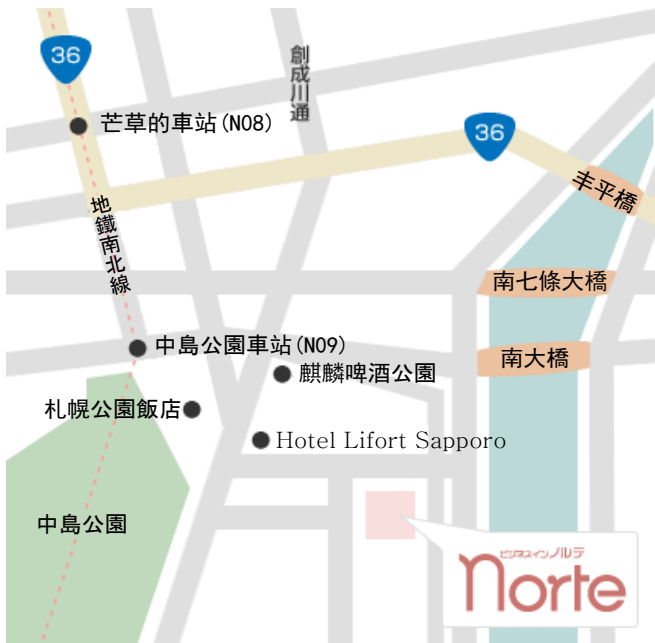 36
創成川通
芒草的車站(N08)
36
丰平橋
地鐵南北線
南七條大橋
中島公園車站(N09)
南大橋
麒麟啤酒公園
札幌公園飯店
Hotel Lifort Sapporo
中島公園
ビジネスインノルテ
norte